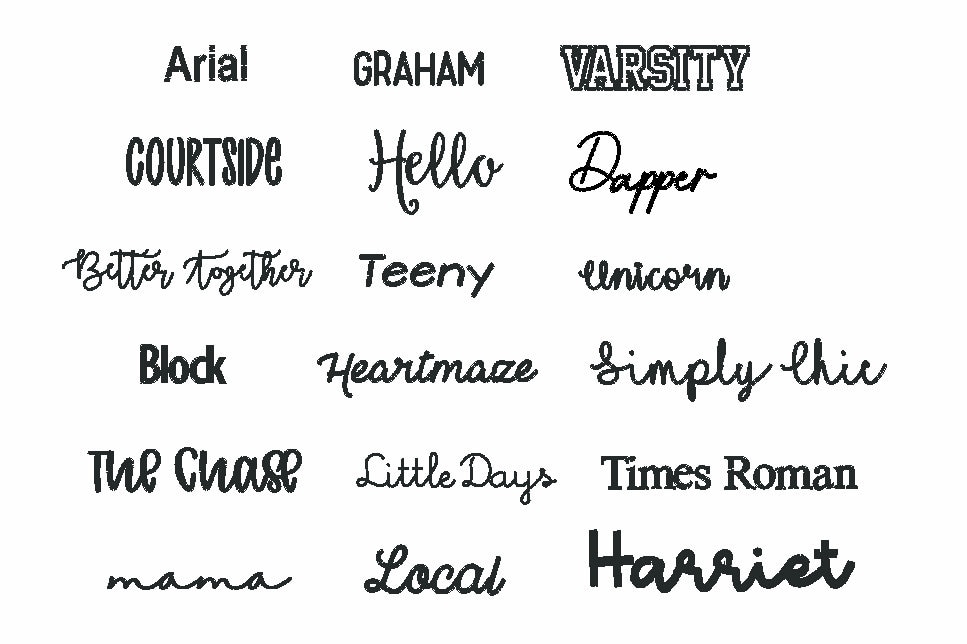 Arial GRAHAM VARSITY
COURTSIDE Hello Dapper
Better Together Teeny Unicorn
Block Heartmaze Simply Chic
The Chase Little Days Times Roman
mama Local Harriet